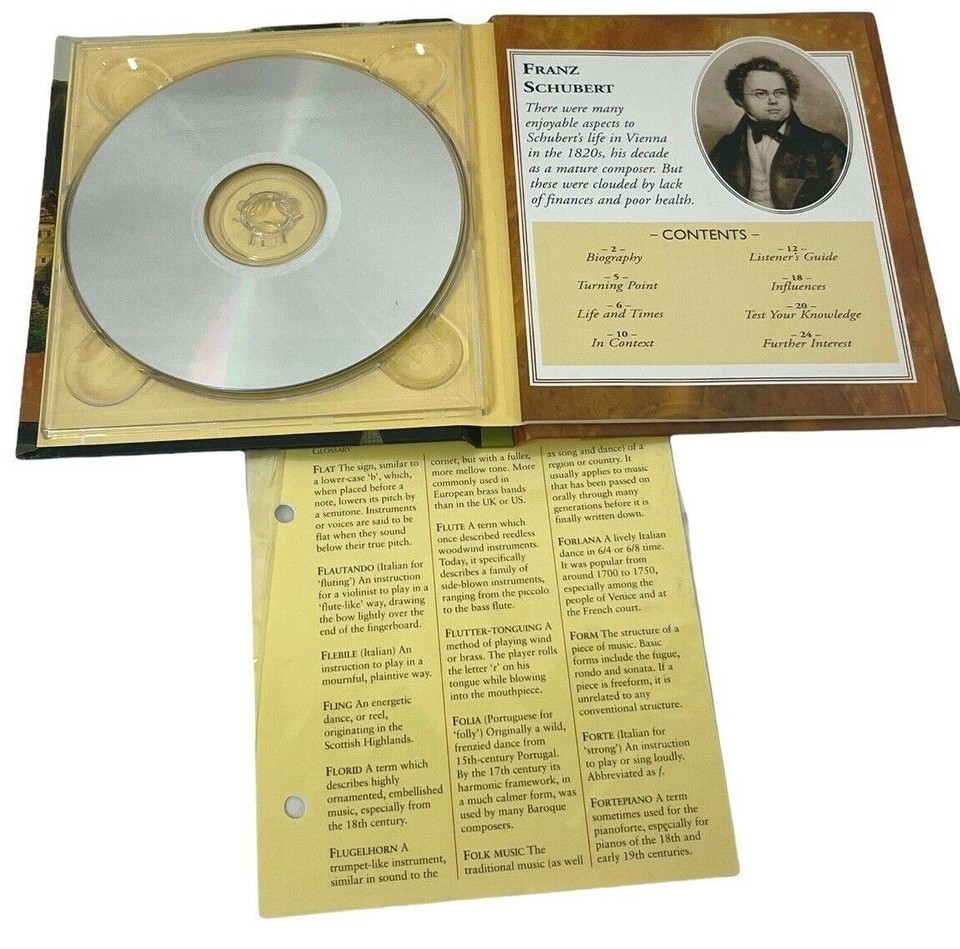 FRANZ
SCHUBERT
There were many
enjoyable aspects to
Schubert's life in Vienna
in the 1820s, his decade
as a mature composer. But
these were clouded by lack
of finances and poor health.
– CONTENTS –
– 2 –
Biography
– 5 –
Turning Point
– 6 –
Life and Times
– 10 –
In Context
– 12 –
Listener's Guide
– 18 –
Influences
– 20 –
Test Your Knowledge
– 24 –
Further Interest
GLOSSARY
FLAT The sign, similar to
a lower-case 'b', which,
when placed before a
note, lowers its pitch by
a semitone. Instruments
or voices are said to be
flat when they sound
below their true pitch.
FLAUTANDO (Italian for
'fluting') An instruction
for a violinist to play in a
'flute-like' way, drawing
the bow lightly over the
end of the fingerboard.
FLEBILE (Italian) An
instruction to play in a
mournful, plaintive way.
FLING An energetic
dance, or reel,
originating in the
Scottish Highlands.
FLORID A term which
describes highly
ornamented, embellished
music, especially from
the 18th century.
FLUGELHORN A
trumpet-like instrument,
similar in sound to the
cornet, but with a fuller,
more mellow tone. More
commonly used in
European brass bands
than in the UK or US.
FLUTE A term which
once described reedless
woodwind instruments.
Today, it specifically
describes a family of
side-blown instruments,
ranging from the piccolo
to the bass flute.
FLUTTER-TONGUING A
method of playing wind
or brass. The player rolls
the letter 'r' on his
tongue while blowing
into the mouthpiece.
FOLIA (Portuguese for
'folly') Originally a wild,
frenzied dance from
15th-century Portugal.
By the 17th century its
harmonic framework, in
a much calmer form, was
used by many Baroque
composers.
FOLK MUSIC The
traditional music (as well
as song and dance) of a
region or country. It
usually applies to music
that has been passed on
orally through many
generations before it is
finally written down.
FORLANA A lively Italian
dance in 6/4 or 6/8 time.
It was popular from
around 1700 to 1750,
especially among the
people of Venice and at
the French court.
FORM The structure of a
piece of music. Basic
forms include the fugue,
rondo and sonata. If a
piece is freeform, it is
unrelated to any
conventional structure.
FORTE (Italian for
'strong') An instruction
to play or sing loudly.
Abbreviated as f.
FORTEPIANO A term
sometimes used for the
pianoforte, especially for
pianos of the 18th and
early 19th centuries.